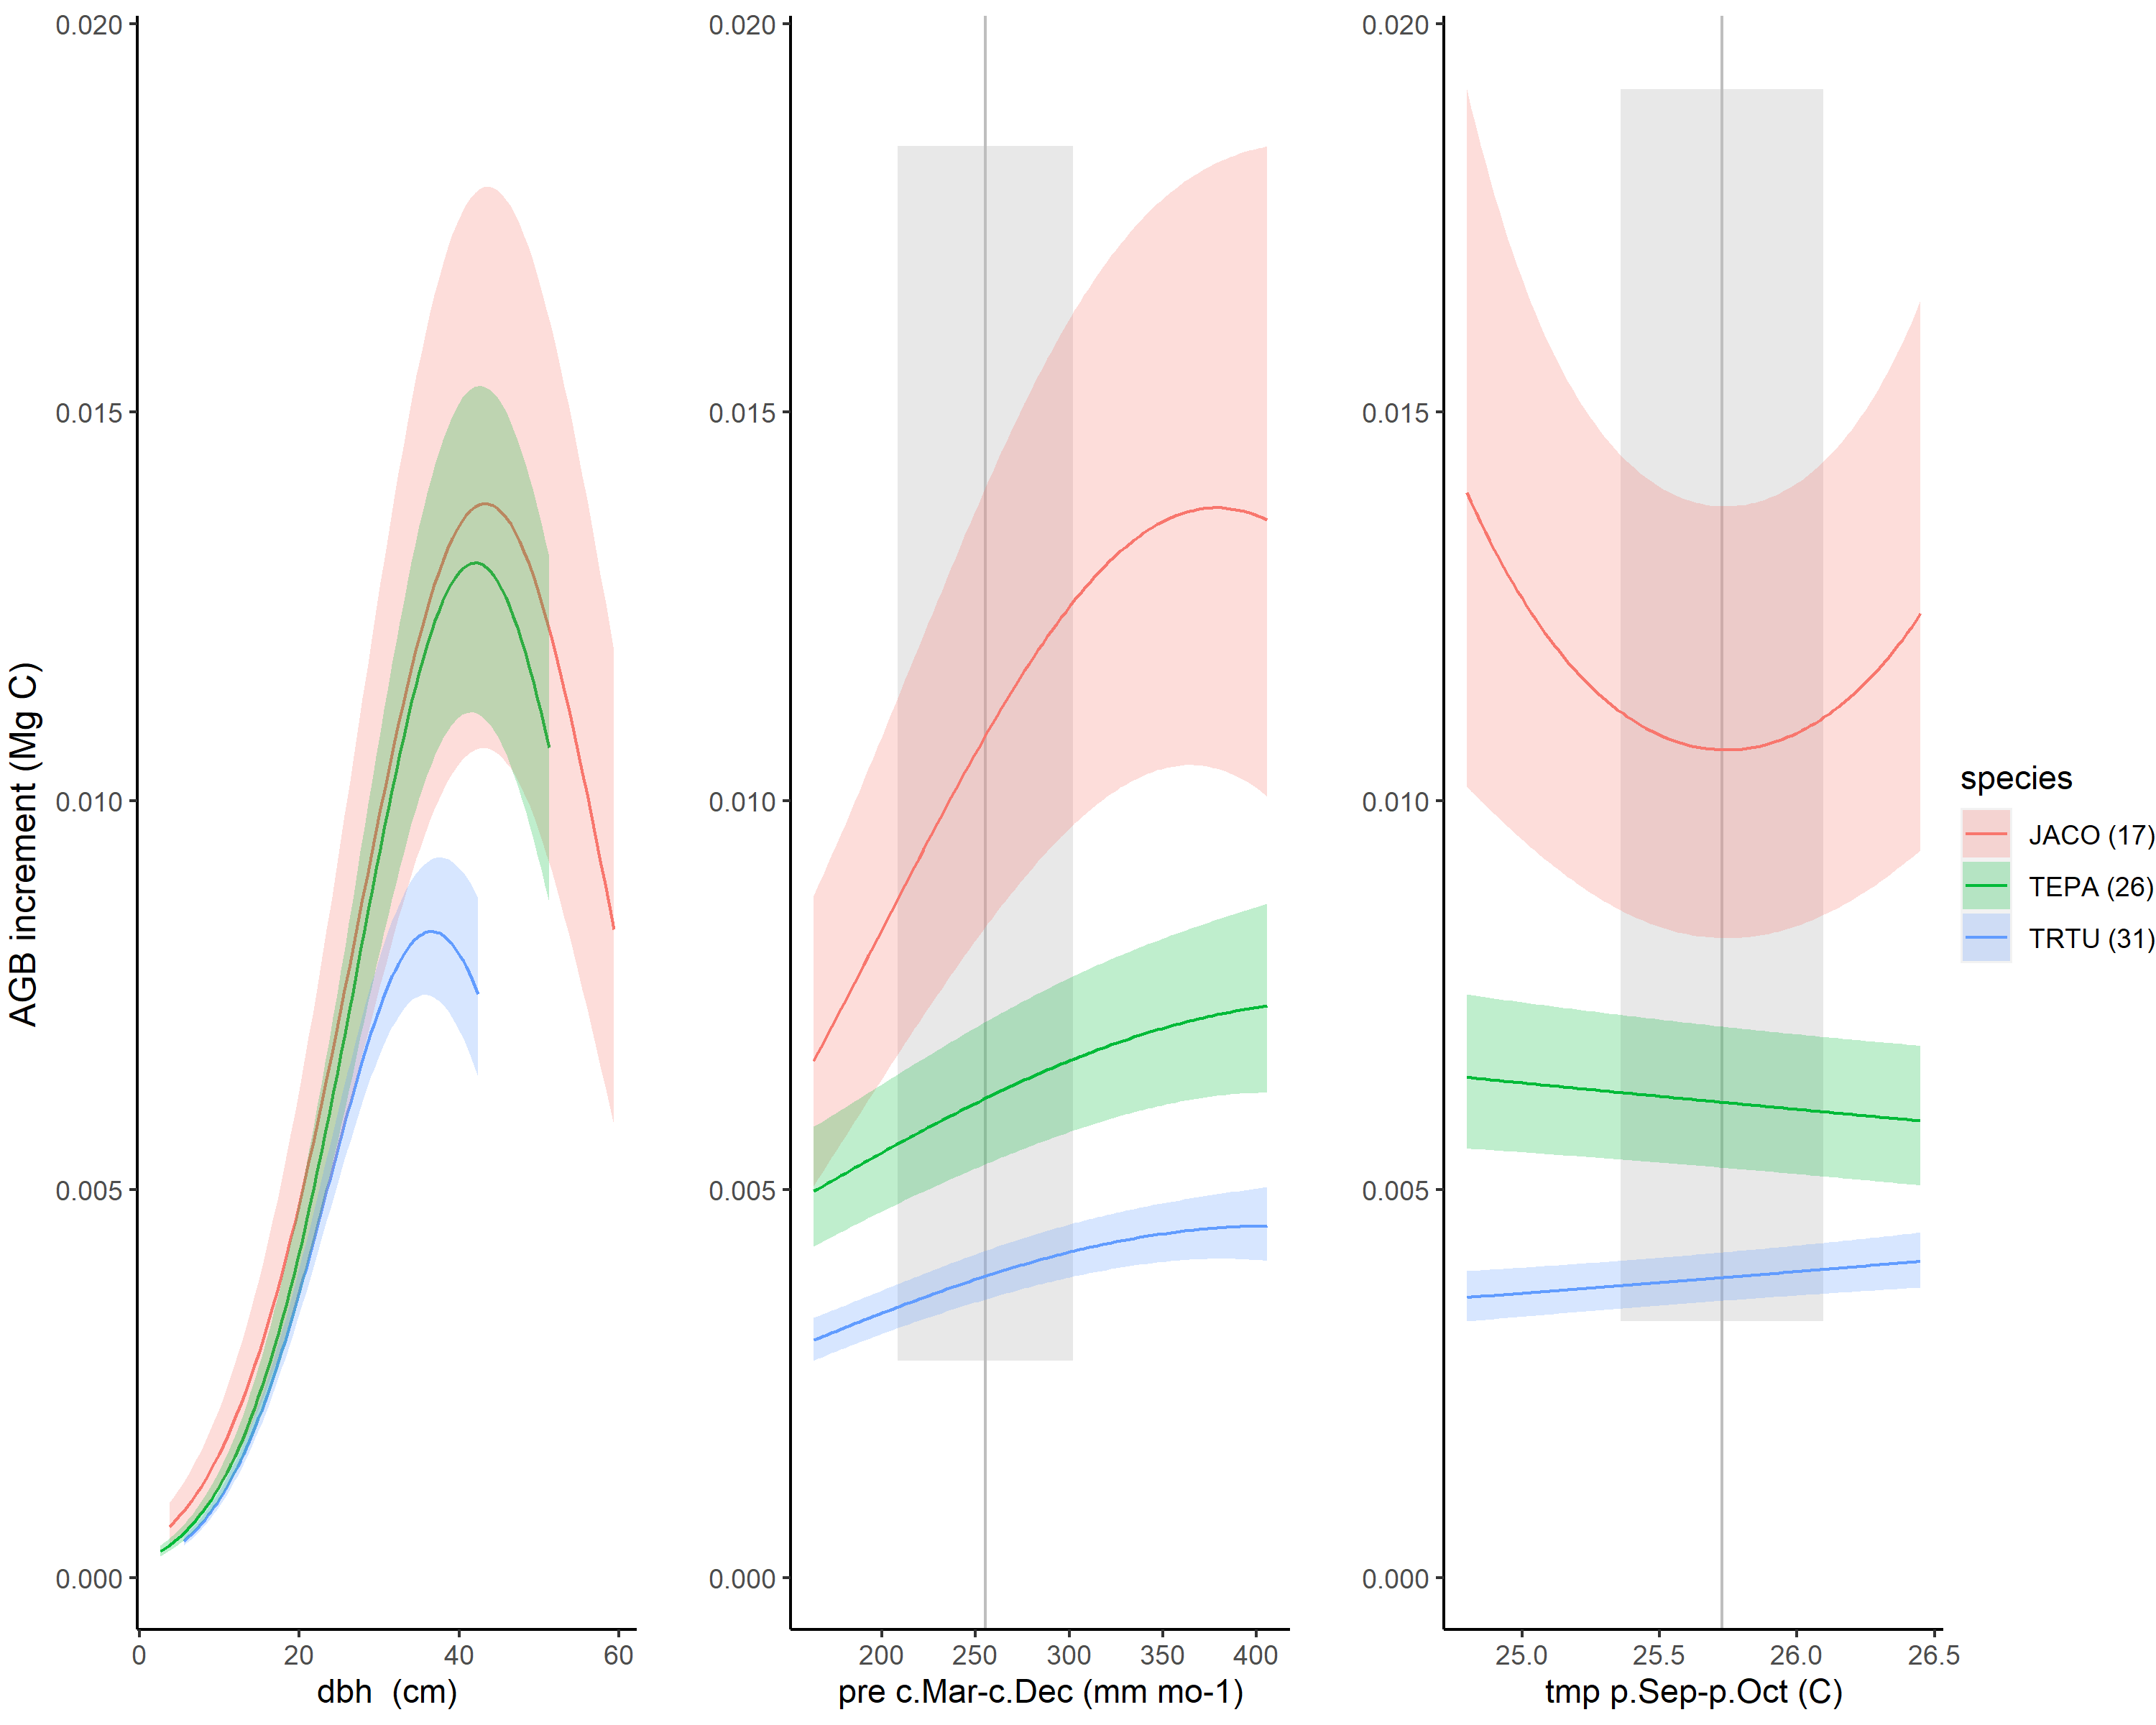 AGB increment (Mg C)
0.020
0.015
0.010
0.005
0.000
0 20 40 60
dbh  (cm)
0.020
0.015
0.010
0.005
0.000
200 250 300 350 400
pre c.Mar-c.Dec (mm mo-1)
0.020
0.015
0.010
0.005
0.000
25.0 25.5 26.0 26.5
tmp p.Sep-p.Oct (C)
species
JACO (17)
TEPA (26)
TRTU (31)